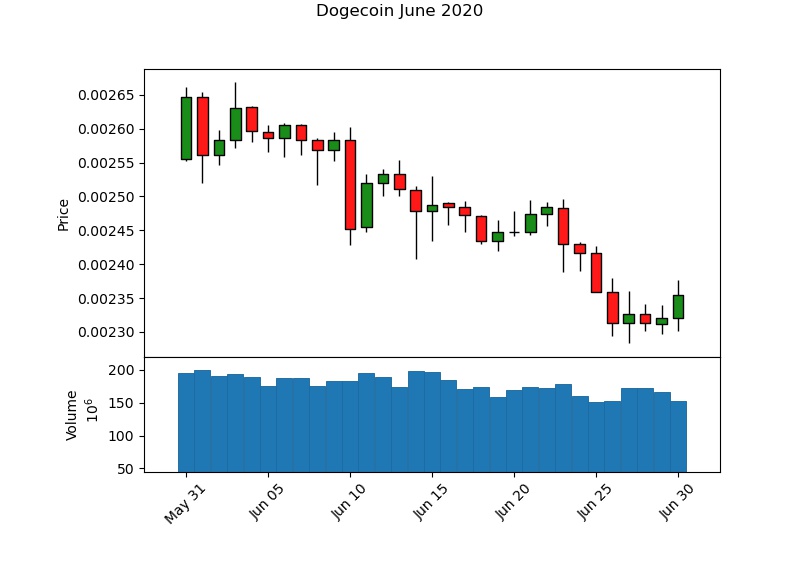 Dogecoin June 2020
Price
0.00265
0.00260
0.00255
0.00250
0.00245
0.00240
0.00235
0.00230
Volume
10^6
200
150
100
50
May 31
Jun 05
Jun 10
Jun 15
Jun 20
Jun 25
Jun 30